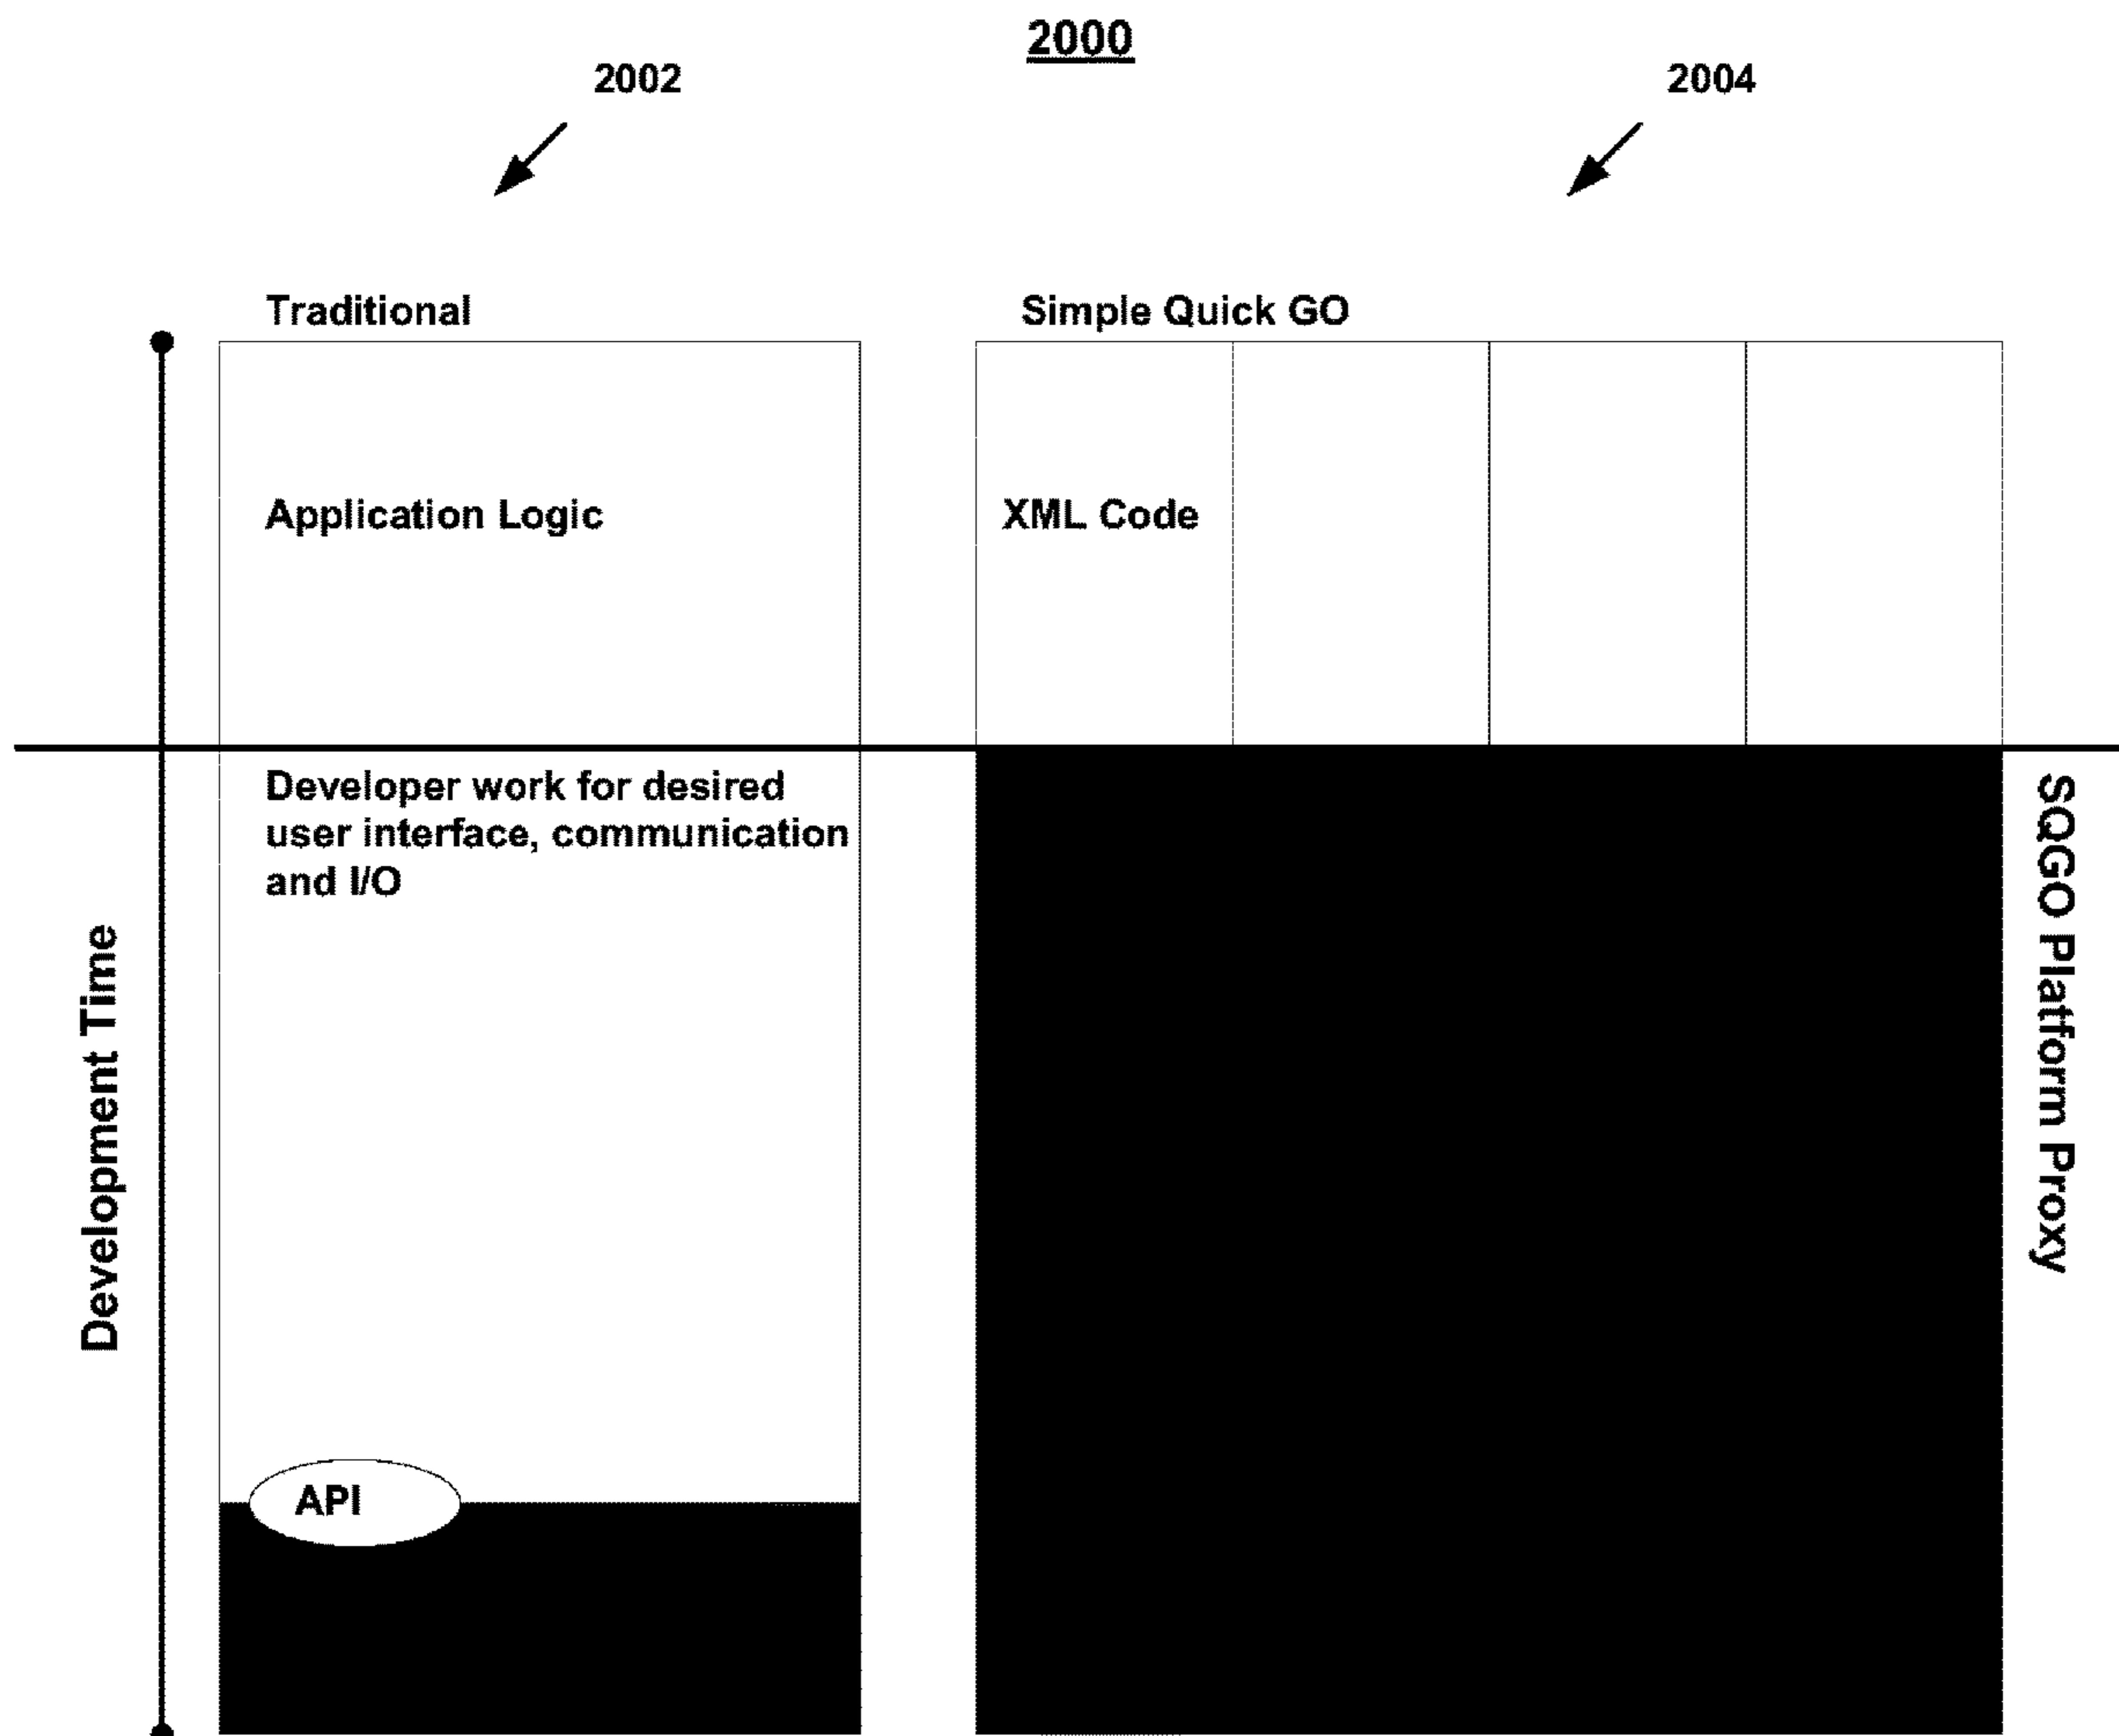 2000
2002
2004
Traditional
Simple Quick GO
Application Logic
XML Code
Developer work for desired
user interface, communication
and I/O
Development Time
SQGO Platform Proxy
API